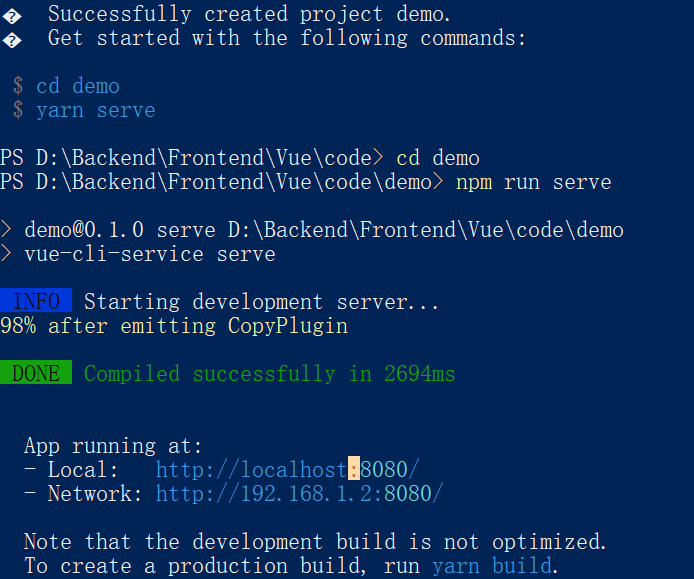 � Successfully created project demo.
� Get started with the following commands:
$ cd demo
$ yarn serve
PS D:\Backend\Frontend\Vue\code> cd demo
PS D:\Backend\Frontend\Vue\code\demo> npm run serve
> demo@0.1.0 serve D:\Backend\Frontend\Vue\code\demo
> vue-cli-service serve
INFO Starting development server...
98% after emitting CopyPlugin
DONE Compiled successfully in 2694ms
App running at:
- Local: http://localhost:8080/
- Network: http://192.168.1.2:8080/
Note that the development build is not optimized.
To create a production build, run yarn build.